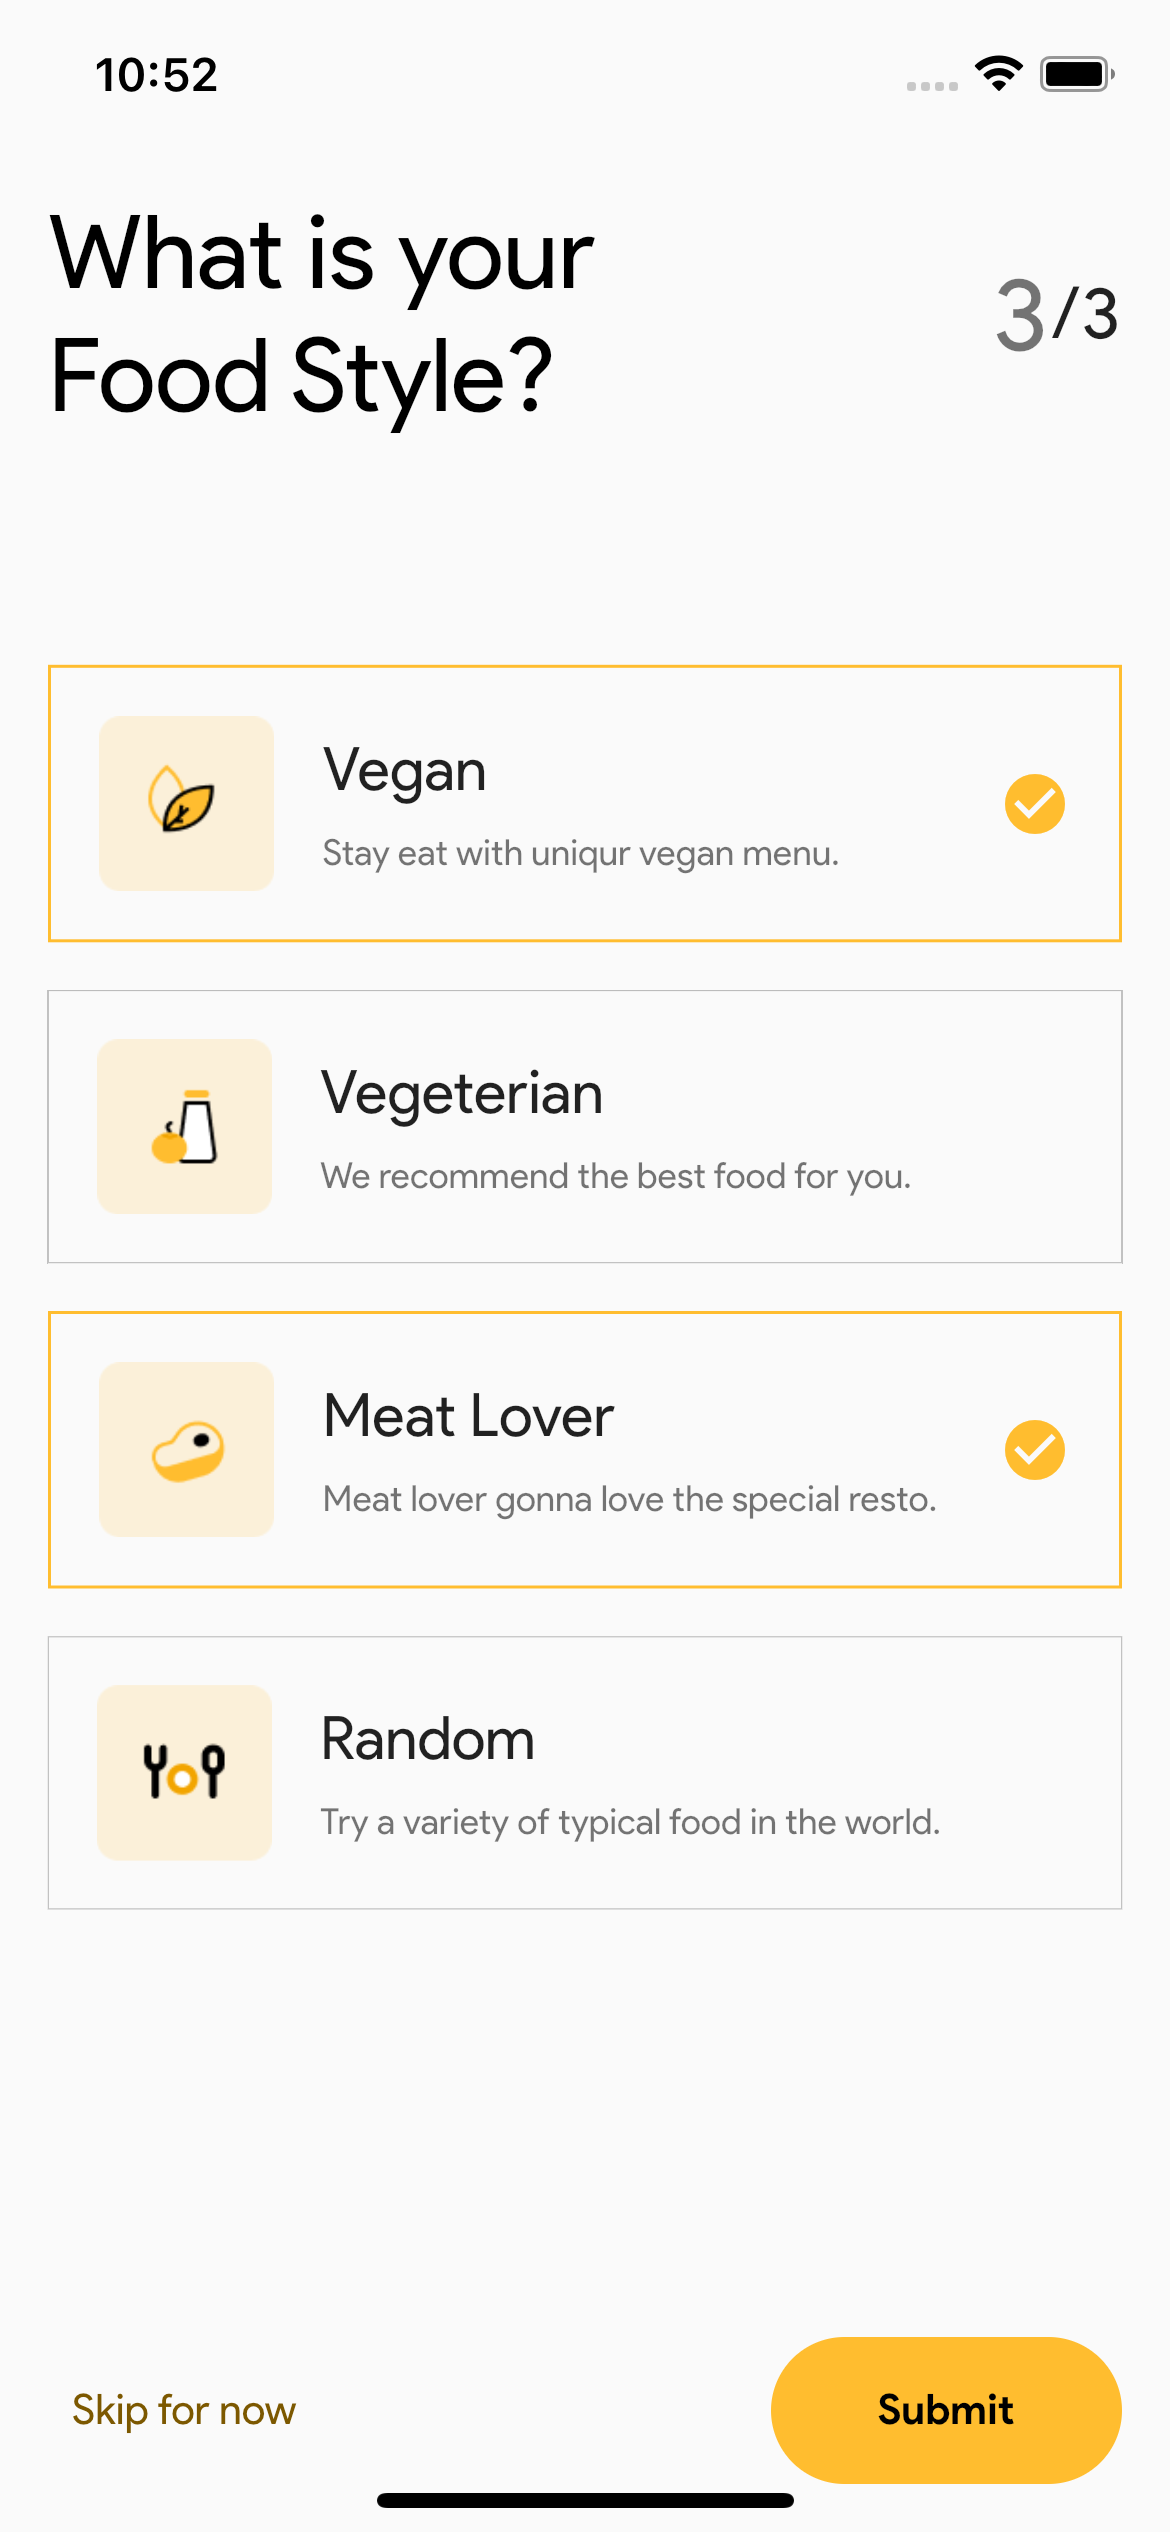 10:52
What is your
Food Style?
3/3
Vegan
Stay eat with uniqur vegan menu.
Vegeterian
We recommend the best food for you.
Meat Lover
Meat lover gonna love the special resto.
Random
Try a variety of typical food in the world.
Skip for now
Submit